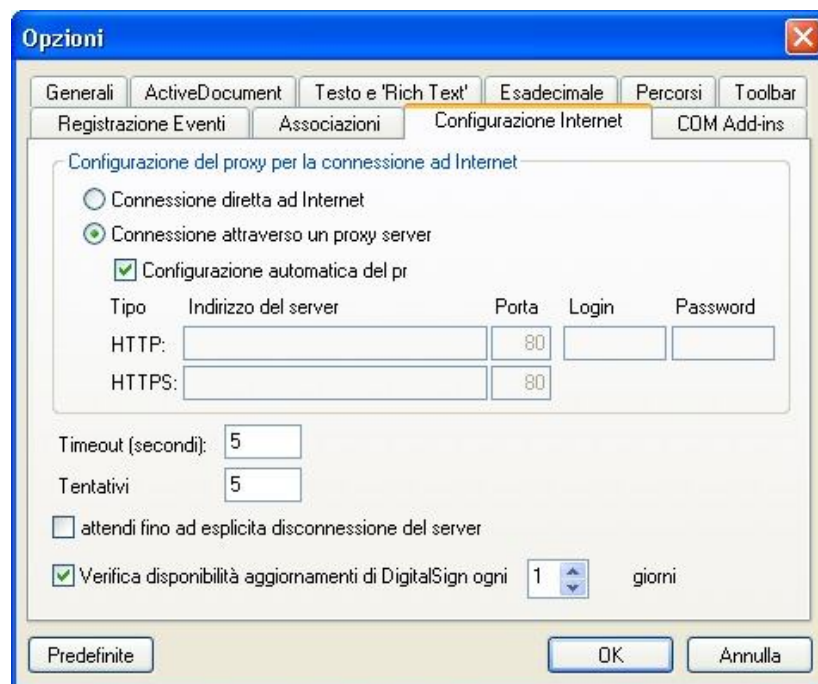 Opzioni
Generali ActiveDocument Testo e 'Rich Text' Esadecimale Percorsi Toolbar
Registrazione Eventi Associazioni Configurazione Internet COM Add-ins
Configurazione del proxy per la connessione ad Internet
Connessione diretta ad Internet
Connessione attraverso un proxy server
Configurazione automatica del pr
Tipo Indirizzo del server Porta Login Password
HTTP: 80
HTTPS: 80
Timeout (secondi): 5
Tentativi 5
attendi fino ad esplicita disconnessione del server
Verifica disponibilità aggiornamenti di DigitalSign ogni 1 giorni
Predefinite OK Annulla